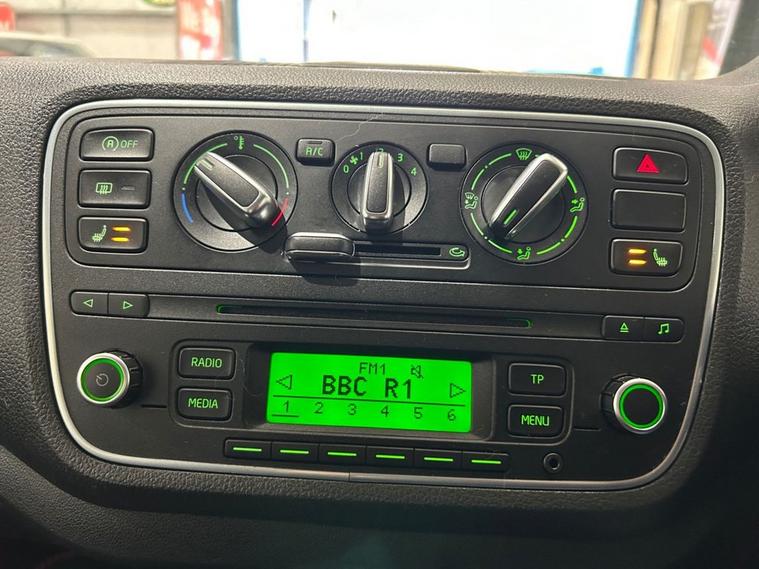 A OFF
A/C
0 1 2 3 4
RADIO
MEDIA
FM1
BBC R1
1 2 3 4 5 6
TP
MENU